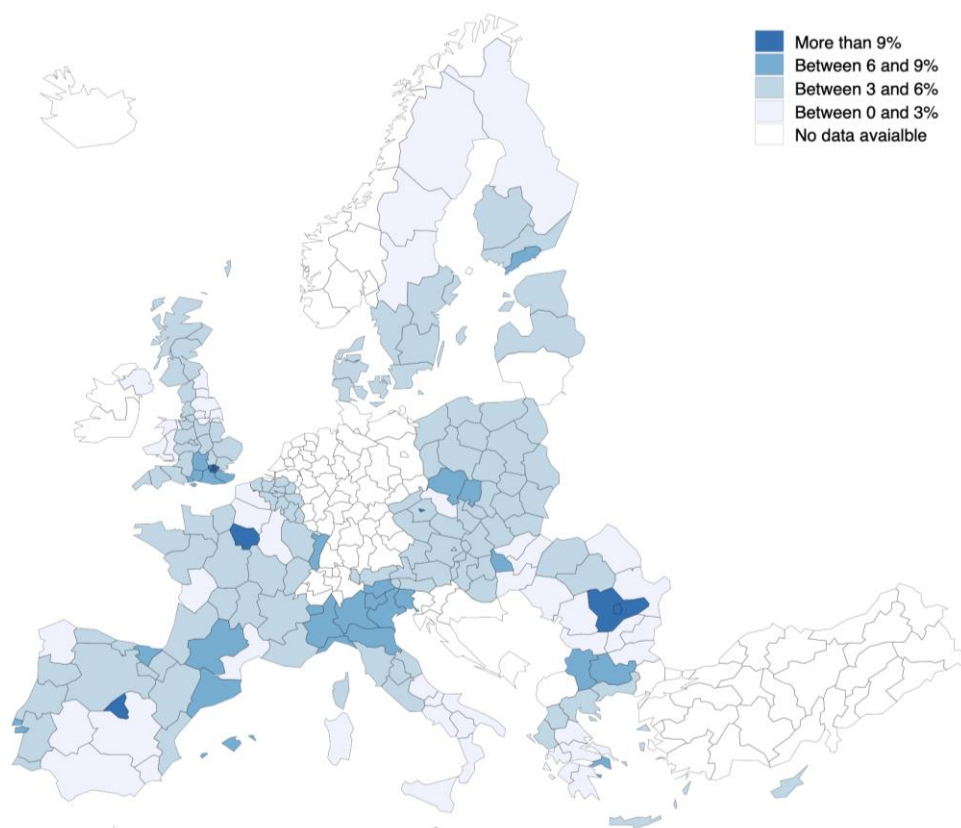 More than 9%
Between 6 and 9%
Between 3 and 6%
Between 0 and 3%
No data avaialble